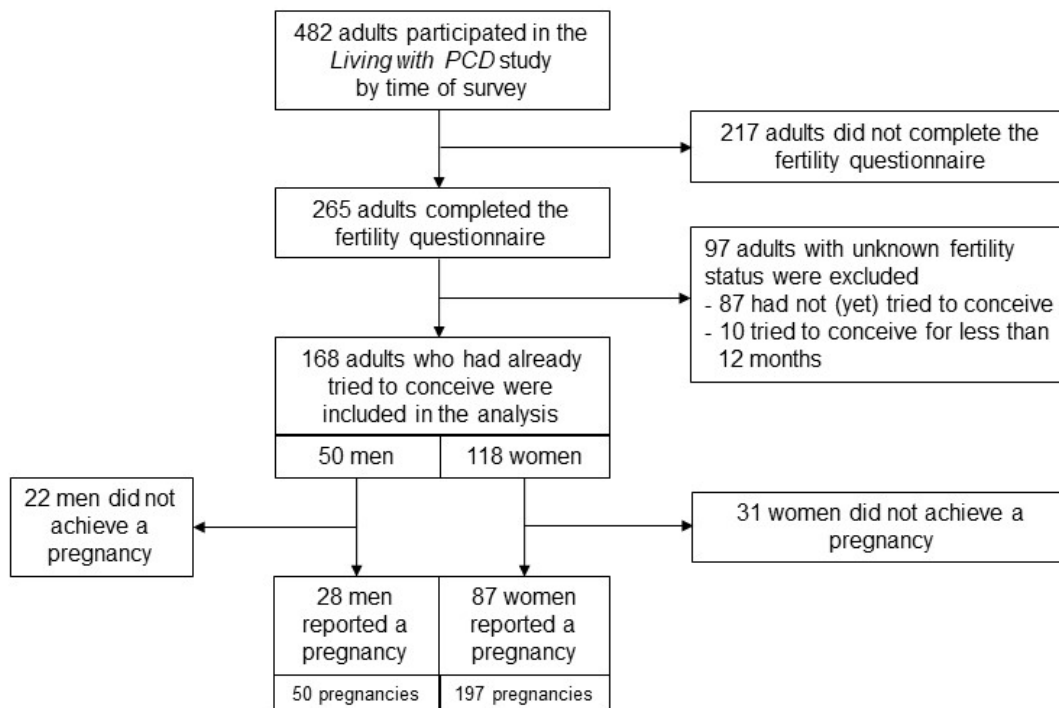 482 adults participated in the
Living with PCD study
by time of survey
217 adults did not complete the
fertility questionnaire
265 adults completed the
fertility questionnaire
97 adults with unknown fertility
status were excluded
- 87 had not (yet) tried to conceive
- 10 tried to conceive for less than
12 months
168 adults who had already
tried to conceive were
included in the analysis
50 men
118 women
22 men did not
achieve a
pregnancy
31 women did not achieve a
pregnancy
28 men
reported a
pregnancy
87 women
reported a
pregnancy
50 pregnancies
197 pregnancies